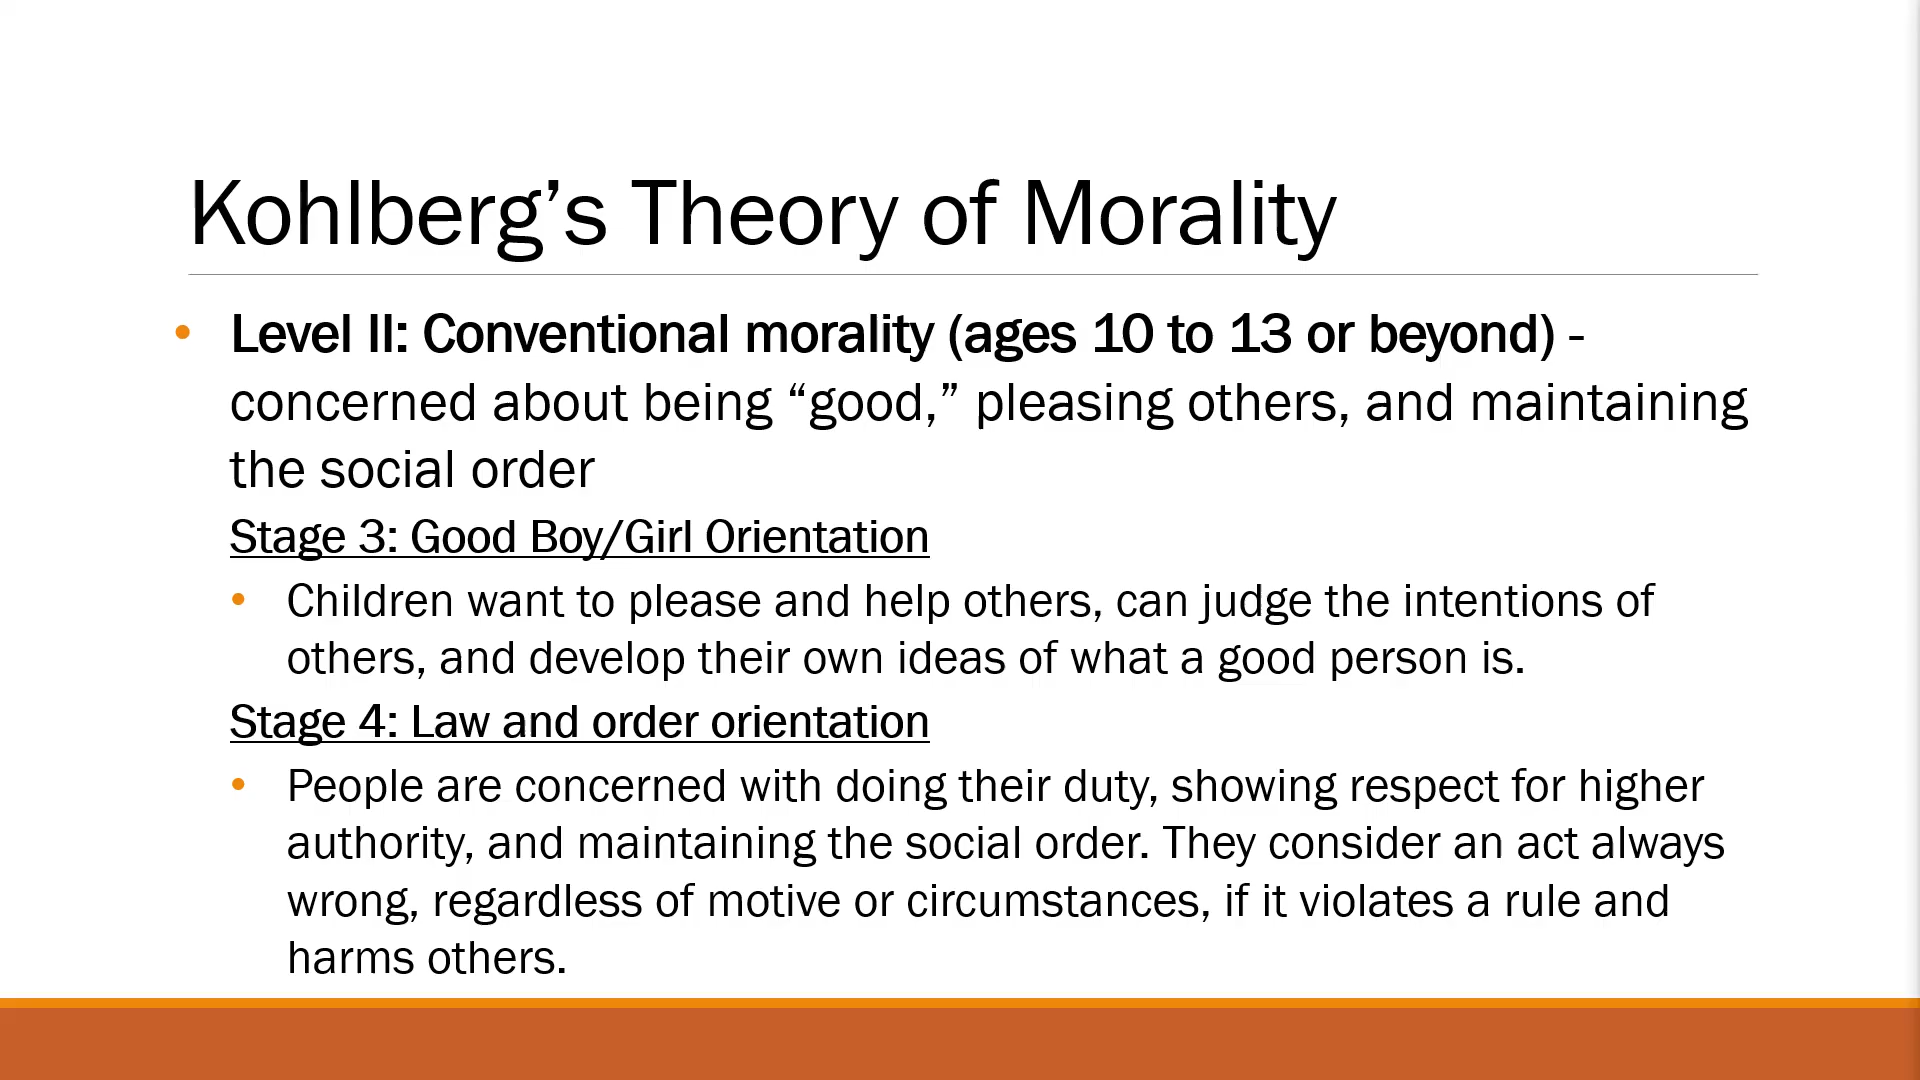 Kohlberg’s Theory of Morality
• Level II: Conventional morality (ages 10 to 13 or beyond) -
concerned about being “good,” pleasing others, and maintaining
the social order
Stage 3: Good Boy/Girl Orientation
• Children want to please and help others, can judge the intentions of
others, and develop their own ideas of what a good person is.
Stage 4: Law and order orientation
• People are concerned with doing their duty, showing respect for higher
authority, and maintaining the social order. They consider an act always
wrong, regardless of motive or circumstances, if it violates a rule and
harms others.